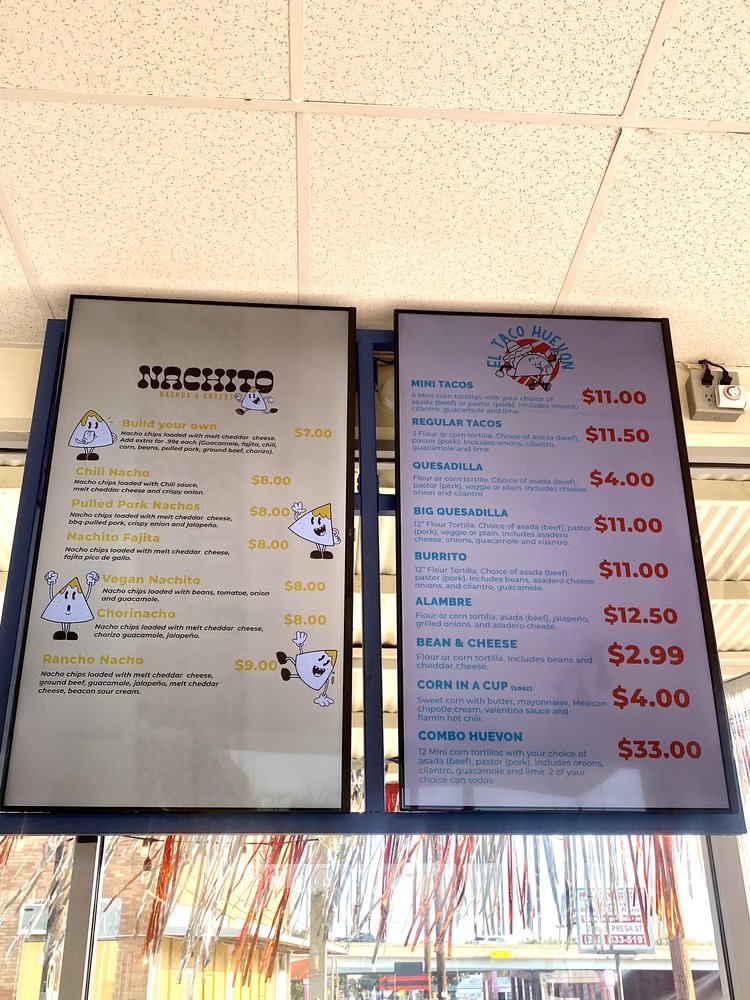 NACHITO
NACHOS & SNACKS
Build your own
$7.00
Nacho chips loaded with melt cheddar cheese.
Add extra for .99¢ each (Guacamole, fajita, chili,
corn, beans, pulled pork, ground beef, chorizo).
Chili Nacho
$8.00
Nacho chips loaded with Chili sauce,
melt cheddar cheese and crispy onion.
Pulled Pork Nachos
$8.00
Nacho chips loaded with melt cheddar cheese,
bbq-pulled pork, crispy onion and jalapeño.
Nachito Fajita
$8.00
Nacho chips loaded with melt cheddar cheese,
fajita pico de gallo.
Vegan Nachito
$8.00
Nacho chips loaded with beans, tomatoe, onion
and guacamole.
Chorinacho
$8.00
Nacho chips loaded with melt cheddar cheese,
chorizo guacamole, jalapeño.
Rancho Nacho
$9.00
Nacho chips loaded with melt cheddar cheese,
ground beef, guacamole, jalapeño, melt cheddar
cheese, beacon sour cream.
EL TACO HUEVON
MINI TACOS
$11.00
4 Mini corn tortillas with your choice of
asada (beef) or pastor (pork). Includes onions,
cilantro, guacamole and lime.
REGULAR TACOS
$11.50
3 Flour or corn tortilla. Choice of asada (beef),
pastor (pork). Includes onions, cilantro,
guacamole and lime.
QUESADILLA
$4.00
Flour or corn tortilla. Choice of asada (beef),
pastor (pork), veggie or plain. Includes cheese,
onion and cilantro.
BIG QUESADILLA
$11.00
12" Flour Tortilla. Choice of asada (beef), pastor
(pork), veggie or plain. Includes asadero
cheese, onions, guacamole and cilantro.
BURRITO
$11.00
12" Flour Tortilla. Choice of asada (beef),
pastor (pork). Includes beans, asadero cheese,
onions, and cilantro, guacamole.
ALAMBRE
$12.50
Flour or corn tortilla, asada (beef), jalapeño,
grilled onions, and asadero cheese.
BEAN & CHEESE
$2.99
Flour or corn tortilla. Includes beans and
cheddar cheese.
CORN IN A CUP (10oz)
$4.00
Sweet corn with butter, mayonnaise, Mexican
chipotle cream, valentina sauce and
flamin hot chili.
COMBO HUEVON
$33.00
12 Mini corn tortillas with your choice of
asada (beef), pastor (pork). Includes onions,
cilantro, guacamole and lime. 2 of your
choice can sodas.
PRESA ST